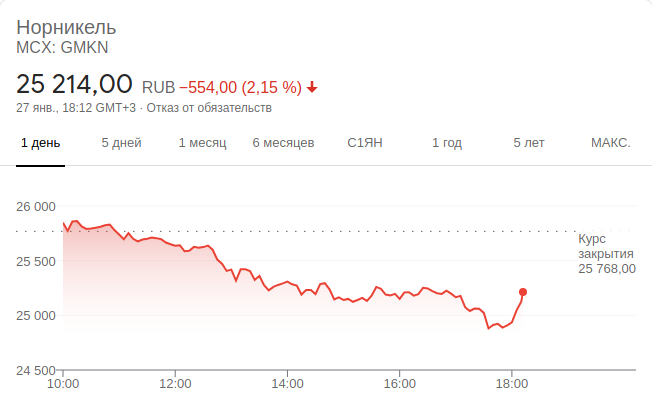 Норникель
MCX: GMKN
25 214,00 RUB −554,00 (2,15 %)
27 янв., 18:12 GMT+3 · Отказ от обязательств
1 день 5 дней 1 месяц 6 месяцев С1ЯН 1 год 5 лет МАКС.
26 000
Курс
закрытия
25 768,00
25 500
25 000
24 500
10:00 12:00 14:00 16:00 18:00